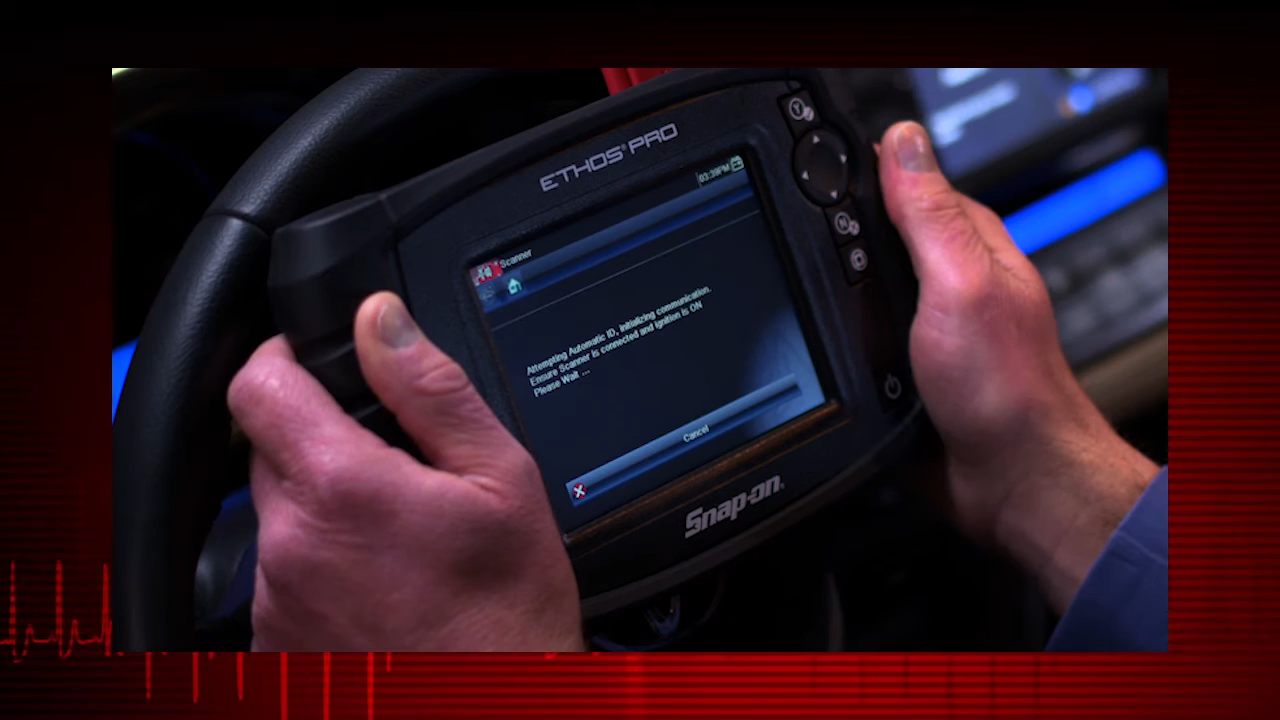 ETHOS® PRO
03:39PM
Scanner
Attempting Automatic ID, Initializing communication.
Ensure Scanner is connected and Ignition is ON
Please Wait ...
Cancel
Snap-on
Y
N